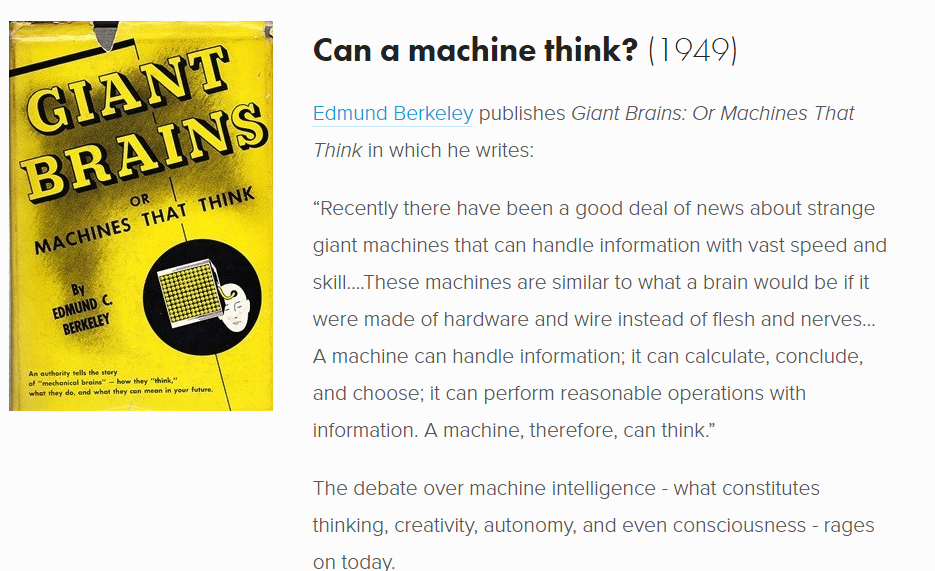 GIANT
BRAINS
OR
MACHINES THAT THINK
By
EDMUND C.
BERKELEY
An authority tells the story
of "mechanical brains" — how they "think,"
what they do, and what they can mean in your future.
Can a machine think? (1949)
Edmund Berkeley publishes Giant Brains: Or Machines That
Think in which he writes:
“Recently there have been a good deal of news about strange
giant machines that can handle information with vast speed and
skill....These machines are similar to what a brain would be if it
were made of hardware and wire instead of flesh and nerves...
A machine can handle information; it can calculate, conclude,
and choose; it can perform reasonable operations with
information. A machine, therefore, can think.”
The debate over machine intelligence - what constitutes
thinking, creativity, autonomy, and even consciousness - rages
on today.